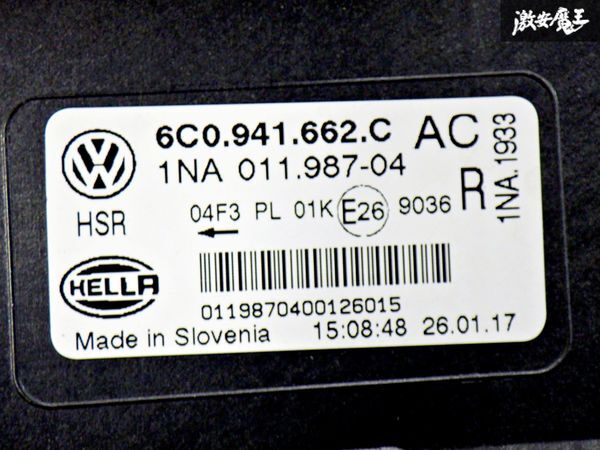 激安魔王
6C0.941.662.C AC
1NA 011.987-04
R
1NA.1933
HSR
04F3 PL 01K E26 9036
HELLA
0119870400126015
Made in Slovenia 15:08:48 26.01.17